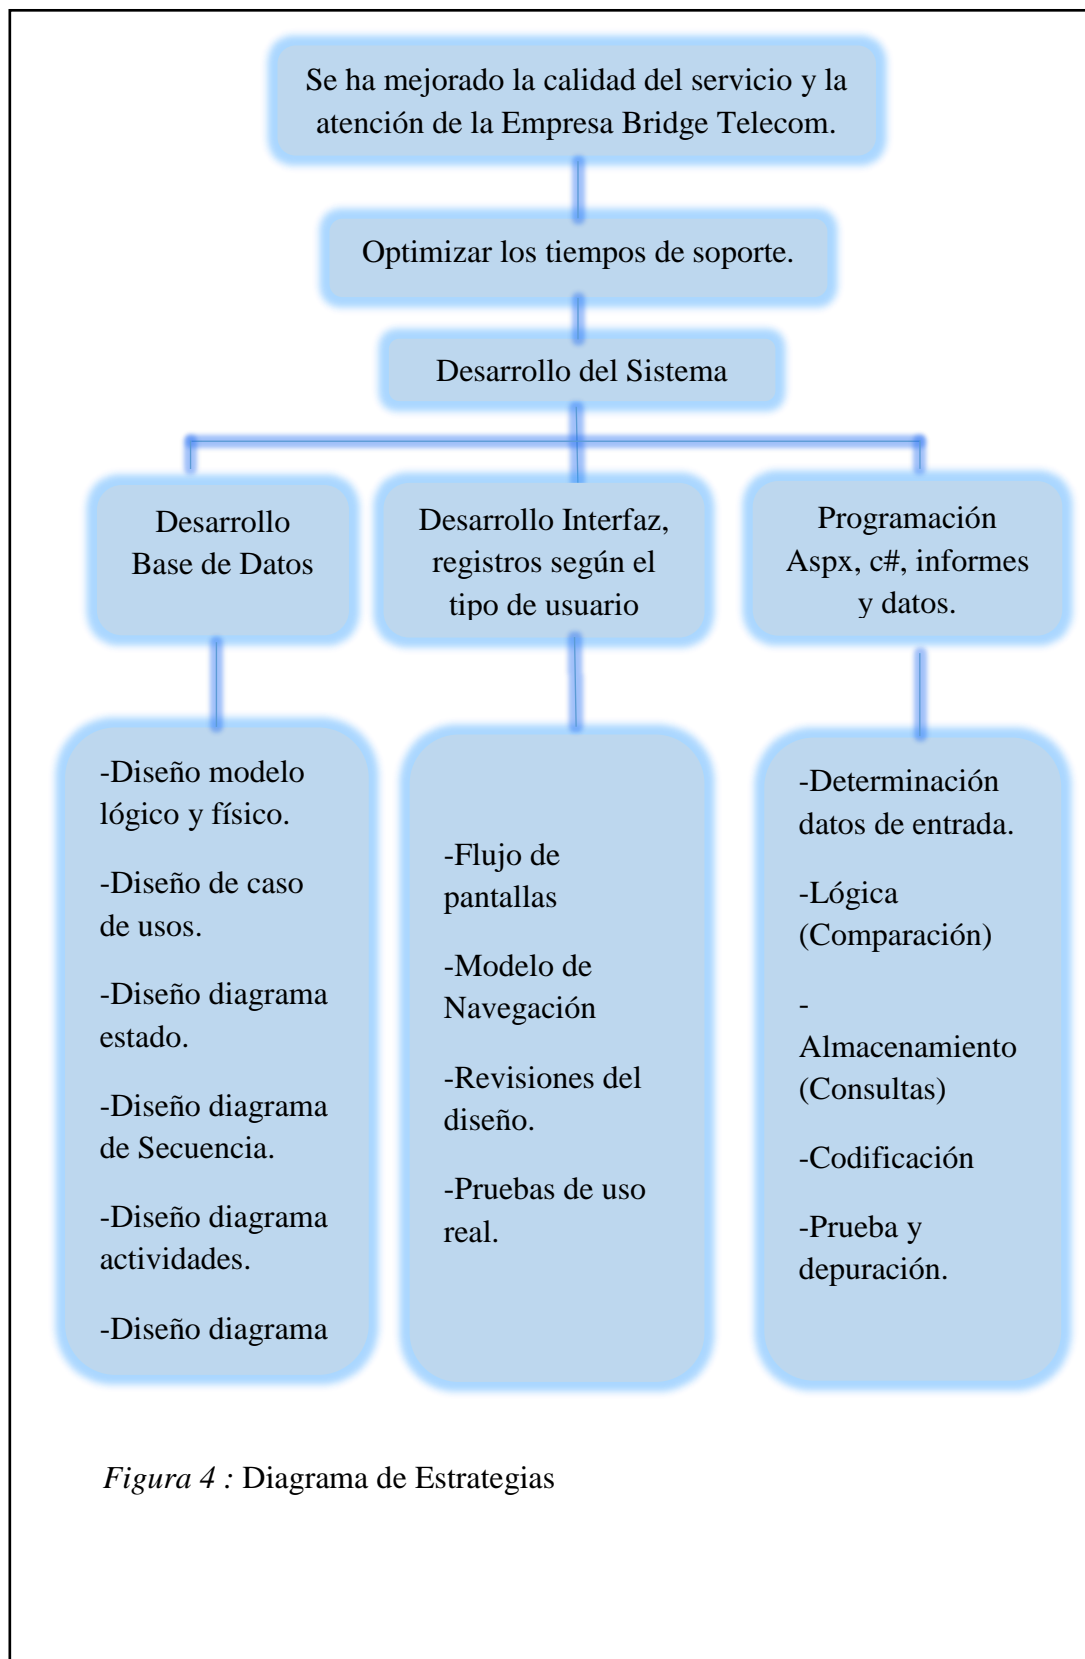 Se ha mejorado la calidad del servicio y la
atención de la Empresa Bridge Telecom.
Optimizar los tiempos de soporte.
Desarrollo del Sistema
Desarrollo
Base de Datos
Desarrollo Interfaz,
registros según el
tipo de usuario
Programación
Aspx, c#, informes
y datos.
-Diseño modelo
lógico y físico.
-Diseño de caso
de usos.
-Diseño diagrama
estado.
-Diseño diagrama
de Secuencia.
-Diseño diagrama
actividades.
-Diseño diagrama
-Flujo de
pantallas
-Modelo de
Navegación
-Revisiones del
diseño.
-Pruebas de uso
real.
-Determinación
datos de entrada.
-Lógica
(Comparación)
-
Almacenamiento
(Consultas)
-Codificación
-Prueba y
depuración.
Figura 4 : Diagrama de Estrategias